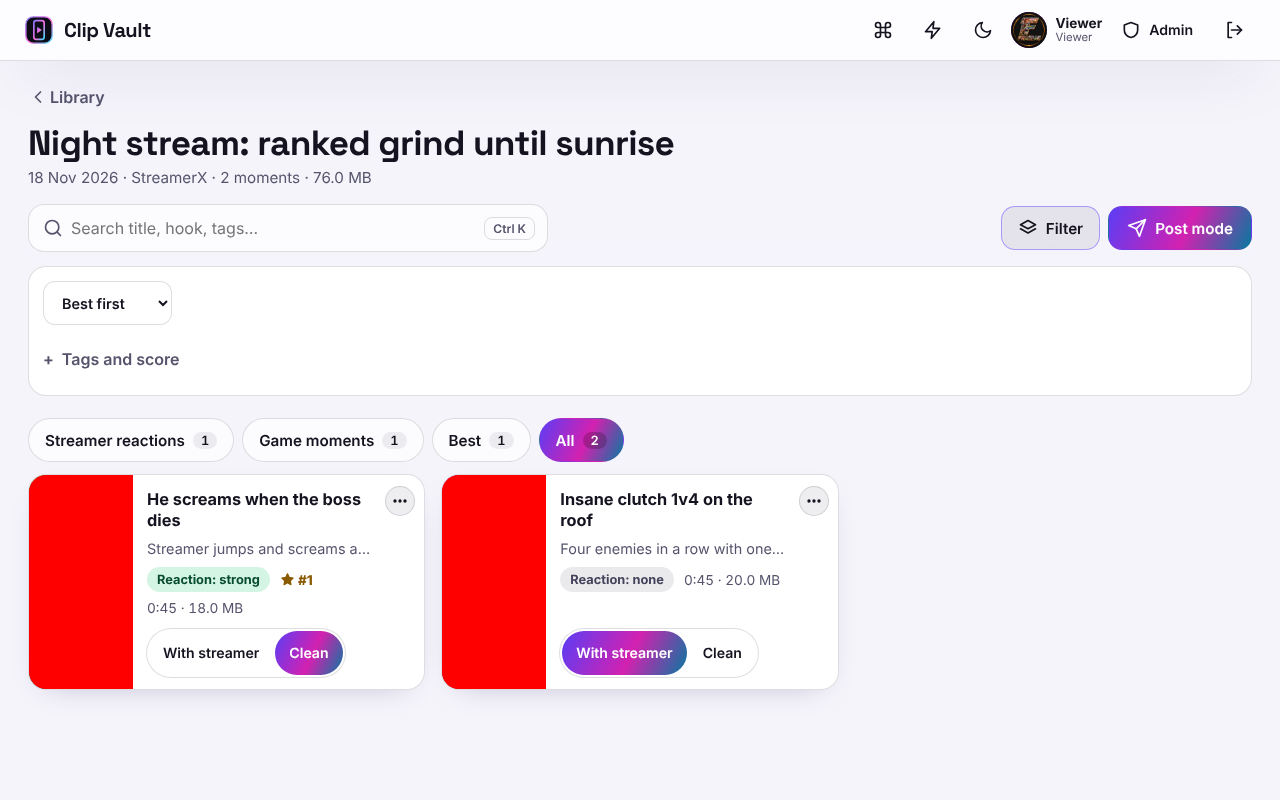 Clip Vault
Viewer
Viewer
Admin
Library
Night stream: ranked grind until sunrise
18 Nov 2026 · StreamerX · 2 moments · 76.0 MB
Search title, hook, tags...
Ctrl K
Filter
Post mode
Best first
+ Tags and score
Streamer reactions 1
Game moments 1
Best 1
All 2
He screams when the boss
dies
Streamer jumps and screams a...
Reaction: strong
#1
0:45 · 18.0 MB
With streamer
Clean
Insane clutch 1v4 on the
roof
Four enemies in a row with one...
Reaction: none
0:45 · 20.0 MB
With streamer
Clean